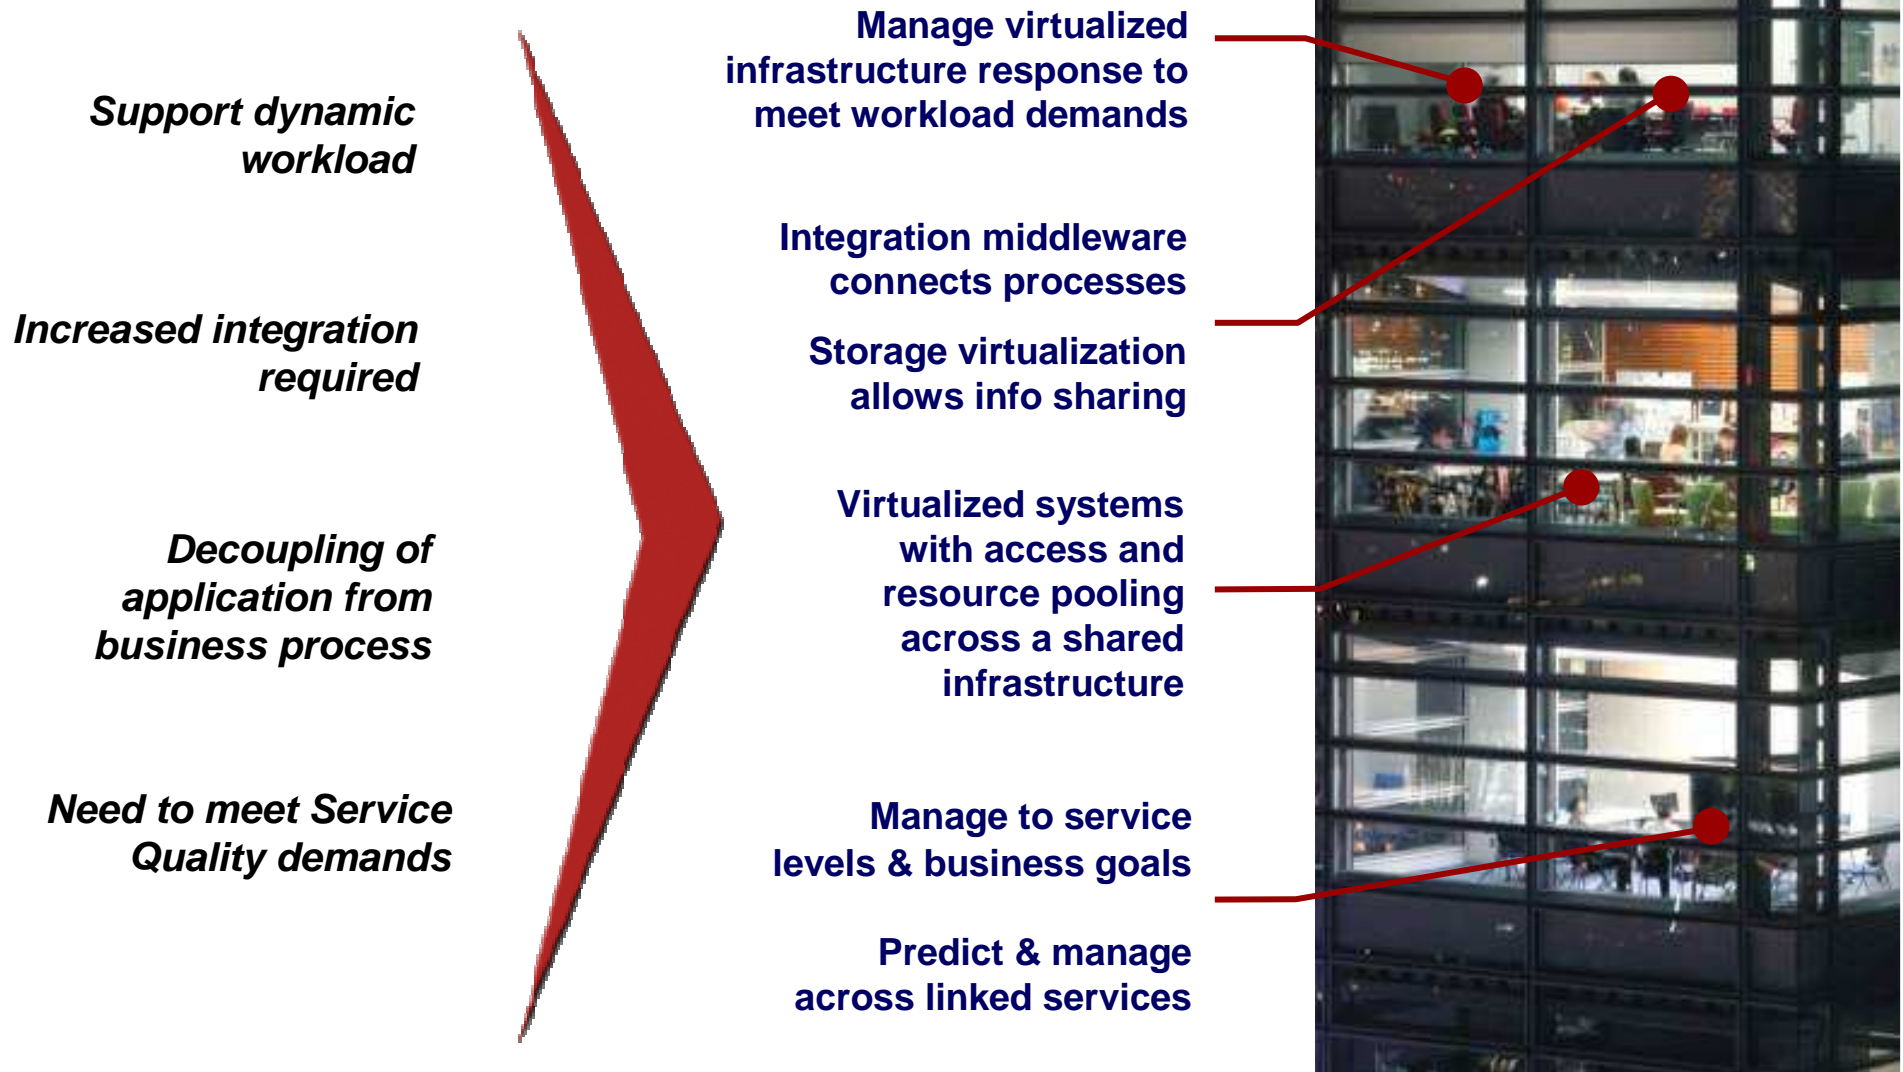 Support dynamic
workload
Increased integration
required
Decoupling of
application from
business process
Need to meet Service
Quality demands
Manage virtualized
infrastructure response to
meet workload demands
Integration middleware
connects processes
Storage virtualization
allows info sharing
Virtualized systems
with access and
resource pooling
across a shared
infrastructure
Manage to service
levels & business goals
Predict & manage
across linked services